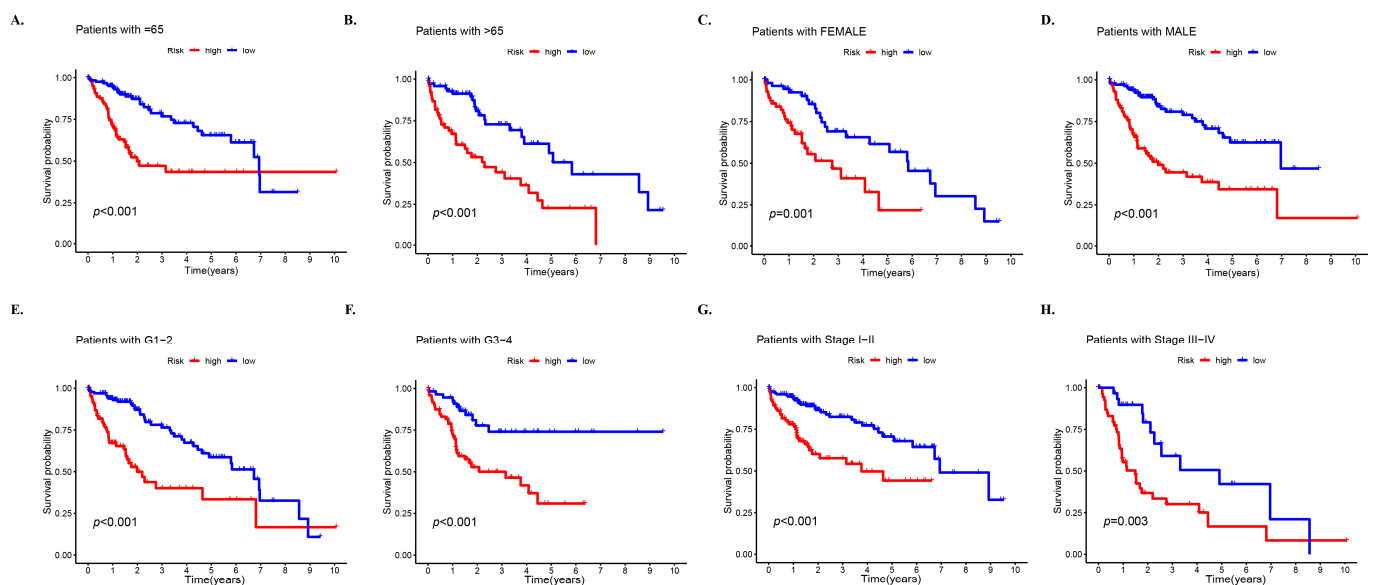 A.
Patients with =65
Risk high low
Survival probability
1.00
0.75
0.50
0.25
0.00
p<0.001
0 1 2 3 4 5 6 7 8 9 10
Time(years)
B.
Patients with >65
Risk high low
Survival probability
1.00
0.75
0.50
0.25
0.00
p<0.001
0 1 2 3 4 5 6 7 8 9 10
Time(years)
C.
Patients with FEMALE
Risk high low
Survival probability
1.00
0.75
0.50
0.25
0.00
p=0.001
0 1 2 3 4 5 6 7 8 9 10
Time(years)
D.
Patients with MALE
Risk high low
Survival probability
1.00
0.75
0.50
0.25
0.00
p<0.001
0 1 2 3 4 5 6 7 8 9 10
Time(years)
E.
Patients with G1−2
Risk high low
Survival probability
1.00
0.75
0.50
0.25
0.00
p<0.001
0 1 2 3 4 5 6 7 8 9 10
Time(years)
F.
Patients with G3−4
Risk high low
Survival probability
1.00
0.75
0.50
0.25
0.00
p<0.001
0 1 2 3 4 5 6 7 8 9 10
Time(years)
G.
Patients with Stage I−II
Risk high low
Survival probability
1.00
0.75
0.50
0.25
0.00
p<0.001
0 1 2 3 4 5 6 7 8 9 10
Time(years)
H.
Patients with Stage III−IV
Risk high low
Survival probability
1.00
0.75
0.50
0.25
0.00
p=0.003
0 1 2 3 4 5 6 7 8 9 10
Time(years)